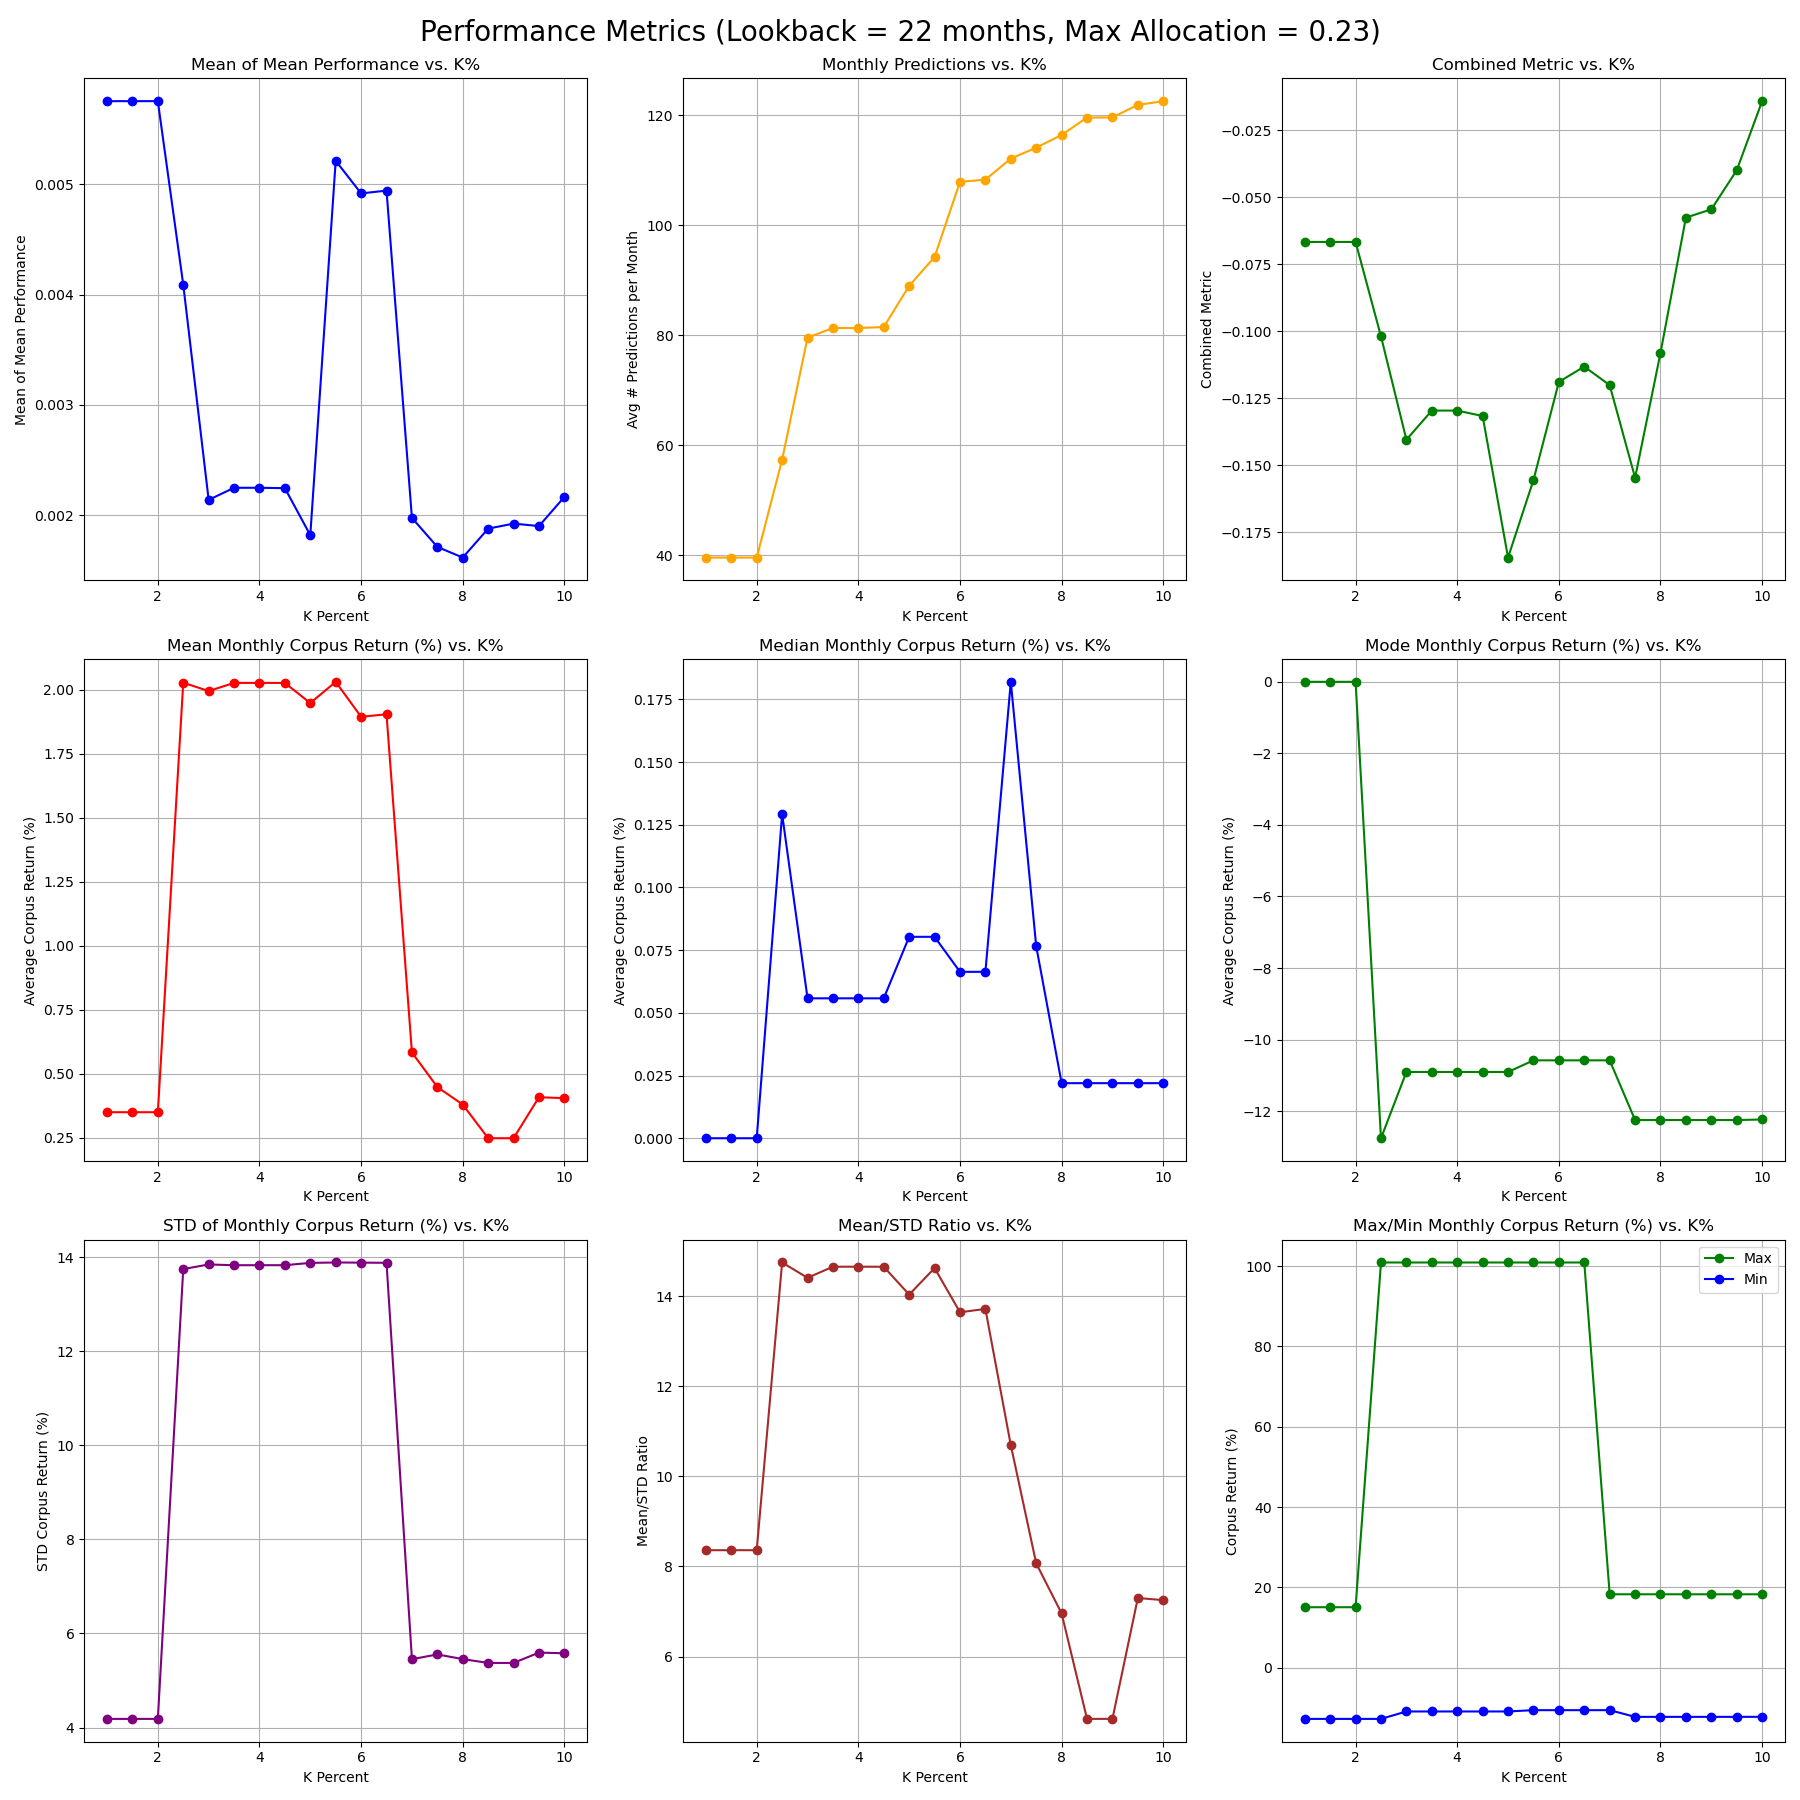 Performance Metrics (Lookback = 22 months, Max Allocation = 0.23)
Mean of Mean Performance vs. K%
Mean of Mean Performance
0.005
0.004
0.003
0.002
2 4 6 8 10
K Percent
Monthly Predictions vs. K%
Avg # Predictions per Month
120
100
80
60
40
2 4 6 8 10
K Percent
Combined Metric vs. K%
Combined Metric
−0.025
−0.050
−0.075
−0.100
−0.125
−0.150
−0.175
2 4 6 8 10
K Percent
Mean Monthly Corpus Return (%) vs. K%
Average Corpus Return (%)
2.00
1.75
1.50
1.25
1.00
0.75
0.50
0.25
2 4 6 8 10
K Percent
Median Monthly Corpus Return (%) vs. K%
Average Corpus Return (%)
0.175
0.150
0.125
0.100
0.075
0.050
0.025
0.000
2 4 6 8 10
K Percent
Mode Monthly Corpus Return (%) vs. K%
Average Corpus Return (%)
0
−2
−4
−6
−8
−10
−12
2 4 6 8 10
K Percent
STD of Monthly Corpus Return (%) vs. K%
STD Corpus Return (%)
14
12
10
8
6
4
2 4 6 8 10
K Percent
Mean/STD Ratio vs. K%
Mean/STD Ratio
14
12
10
8
6
2 4 6 8 10
K Percent
Max/Min Monthly Corpus Return (%) vs. K%
Corpus Return (%)
Max
Min
100
80
60
40
20
0
2 4 6 8 10
K Percent